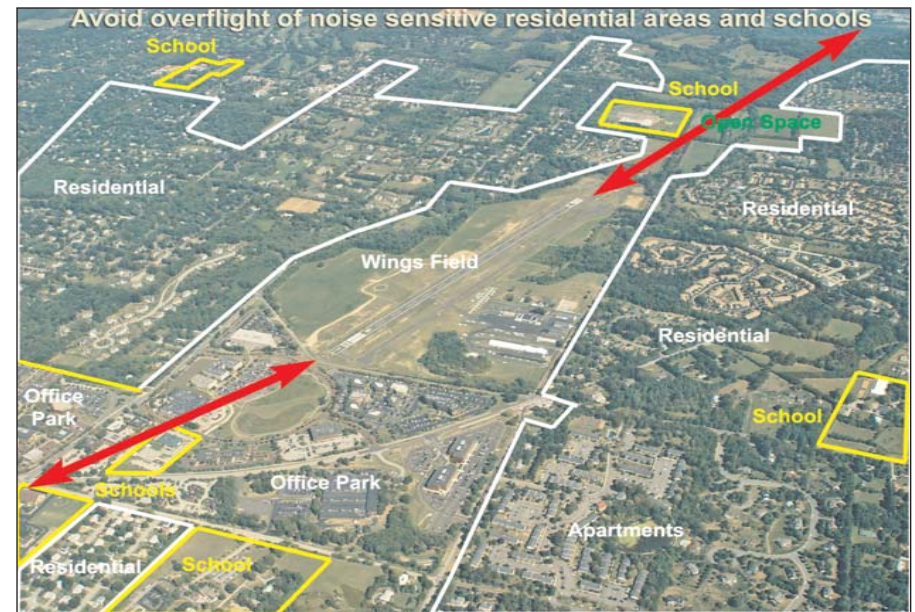 Avoid overflight of noise sensitive residential areas and schools
School
School
Open Space
Residential
Residential
Wings Field
Residential
Office
Park
School
Schools
Office Park
Apartments
Residential
School